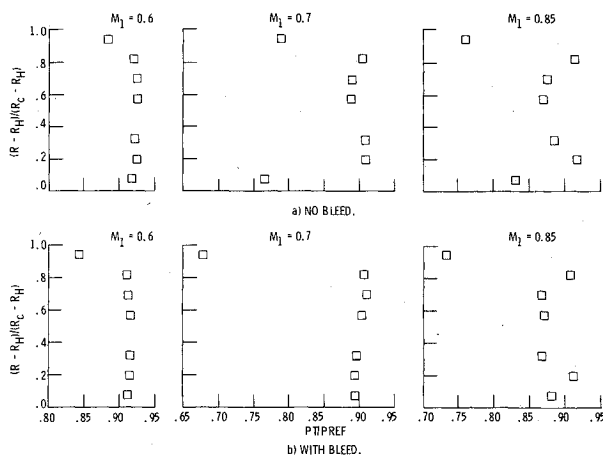 M1 = 0.6 M1 = 0.7 M1 = 0.85
1.0
.8
.6
.4
.2
.0
(R - RH)/(RC - RH)
a) NO BLEED.
M1 = 0.6 M1 = 0.7 M1 = 0.85
1.0
.8
.6
.4
.2
.0
(R - RH)/(RC - RH)
.80 .85 .90 .95 .65 .70 .75 .80 .85 .90 .95 .70 .75 .80 .85 .90 .95
PT/PREF
b) WITH BLEED.